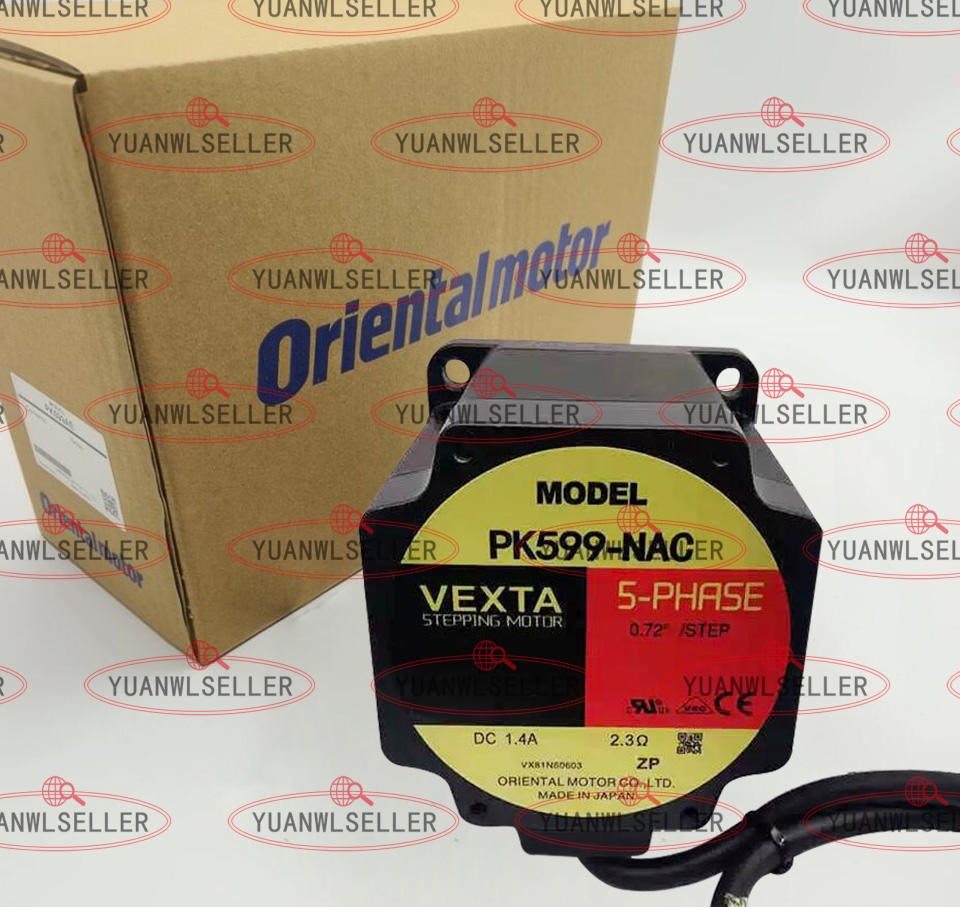 YUANWLSELLER
Orientalmotor
Orientalmotor
MODEL
PK599-NAC
VEXTA
STEPPING MOTOR
5-PHASE
0.72° /STEP
DC 1.4A
2.3Ω
VX81N60603
ZP
ORIENTAL MOTOR CO.,LTD.
MADE IN JAPAN